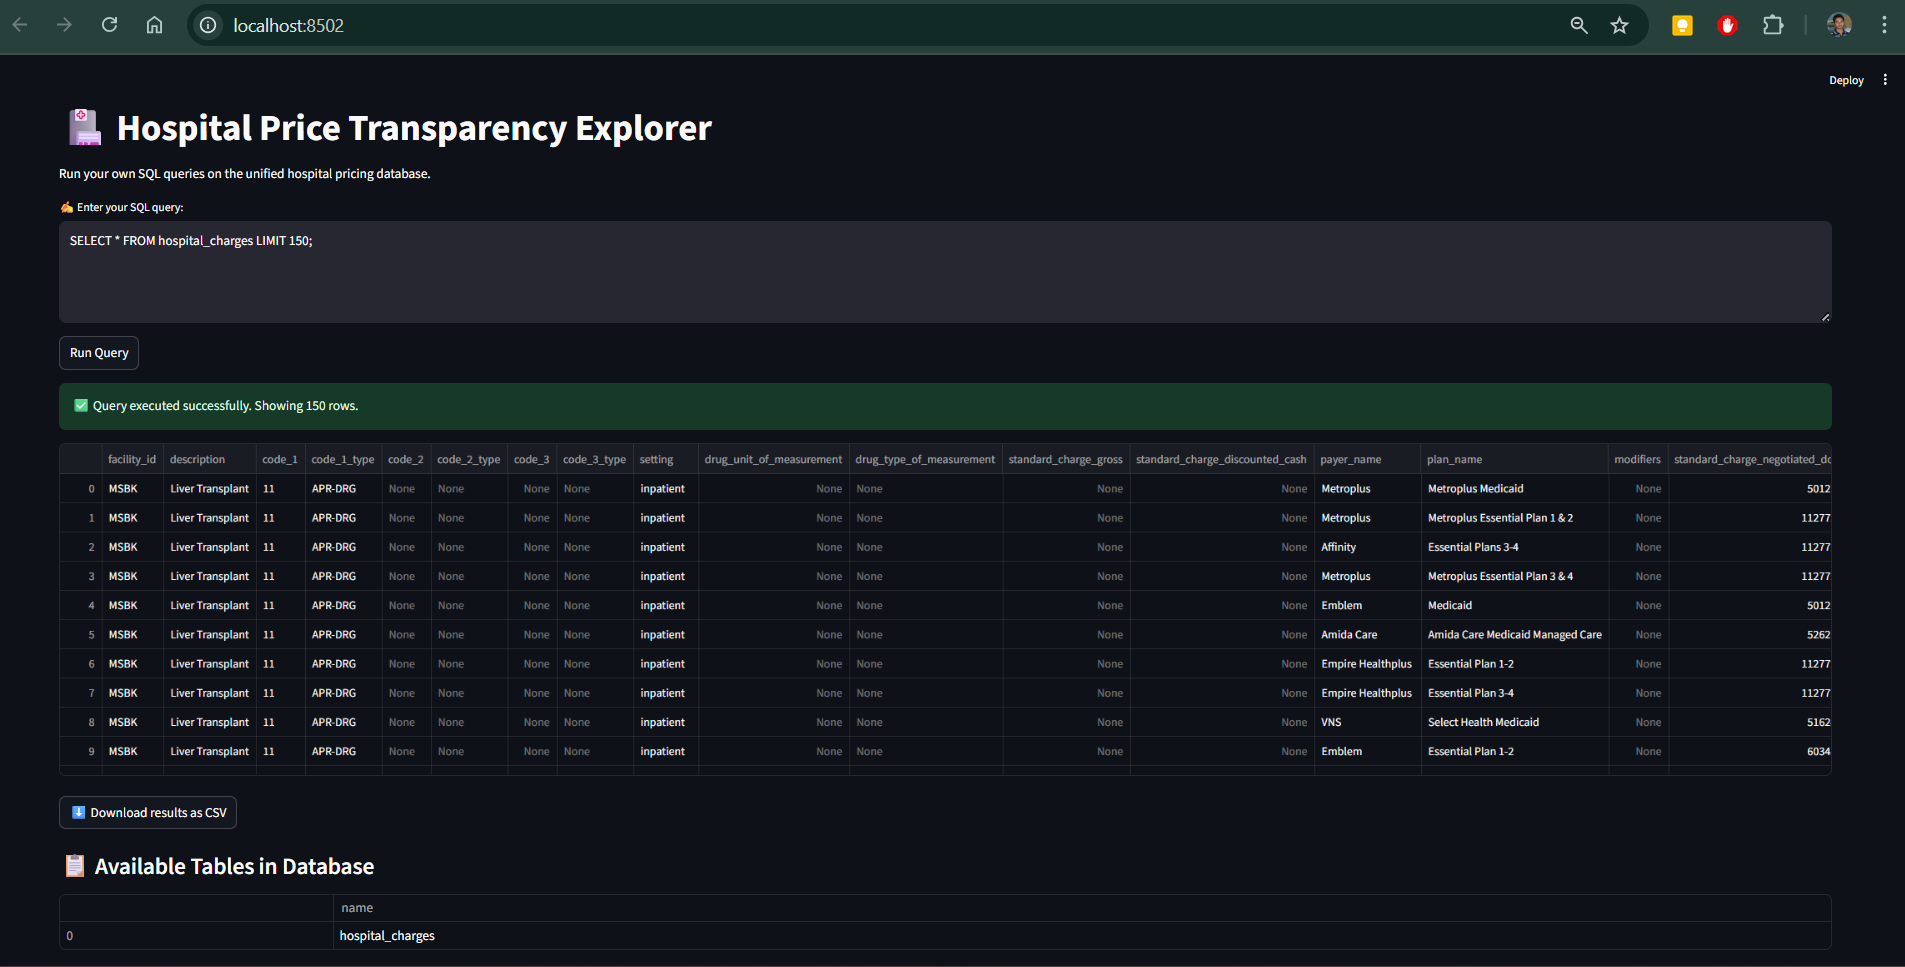 localhost:8502
Deploy
Hospital Price Transparency Explorer
Run your own SQL queries on the unified hospital pricing database.
Enter your SQL query:
SELECT * FROM hospital_charges LIMIT 150;
Run Query
Query executed successfully. Showing 150 rows.
facility_id description code_1 code_1_type code_2 code_2_type code_3 code_3_type setting drug_unit_of_measurement drug_type_of_measurement standard_charge_gross standard_charge_discounted_cash payer_name plan_name modifiers standard_charge_negotiated_dc
0 MSBK Liver Transplant 11 APR-DRG None None None None inpatient None None None None Metroplus Metroplus Medicaid None 5012
1 MSBK Liver Transplant 11 APR-DRG None None None None inpatient None None None None Metroplus Metroplus Essential Plan 1 & 2 None 11277
2 MSBK Liver Transplant 11 APR-DRG None None None None inpatient None None None None Affinity Essential Plans 3-4 None 11277
3 MSBK Liver Transplant 11 APR-DRG None None None None inpatient None None None None Metroplus Metroplus Essential Plan 3 & 4 None 11277
4 MSBK Liver Transplant 11 APR-DRG None None None None inpatient None None None None Emblem Medicaid None 5012
5 MSBK Liver Transplant 11 APR-DRG None None None None inpatient None None None None Amida Care Amida Care Medicaid Managed Care None 5262
6 MSBK Liver Transplant 11 APR-DRG None None None None inpatient None None None None Empire Healthplus Essential Plan 1-2 None 11277
7 MSBK Liver Transplant 11 APR-DRG None None None None inpatient None None None None Empire Healthplus Essential Plan 3-4 None 11277
8 MSBK Liver Transplant 11 APR-DRG None None None None inpatient None None None None VNS Select Health Medicaid None 5162
9 MSBK Liver Transplant 11 APR-DRG None None None None inpatient None None None None Emblem Essential Plan 1-2 None 6034
Download results as CSV
Available Tables in Database
name
0 hospital_charges